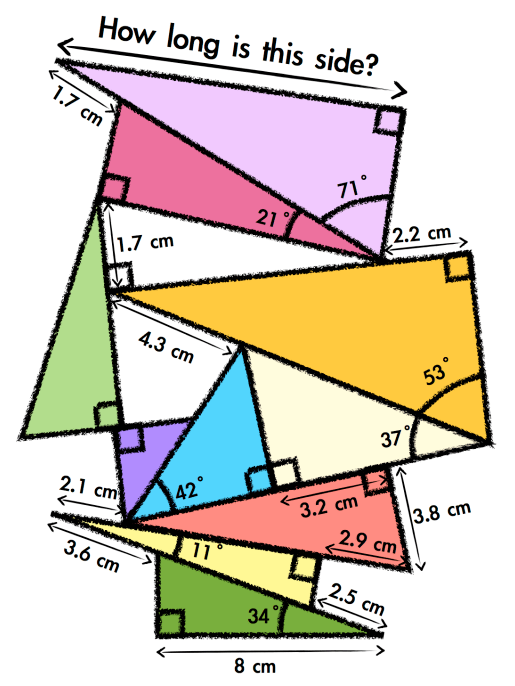 How long is this side?
1.7 cm
71°
21°
2.2 cm
1.7 cm
4.3 cm
53°
37°
42°
2.1 cm
3.2 cm
3.8 cm
2.9 cm
3.6 cm
11°
2.5 cm
34°
8 cm